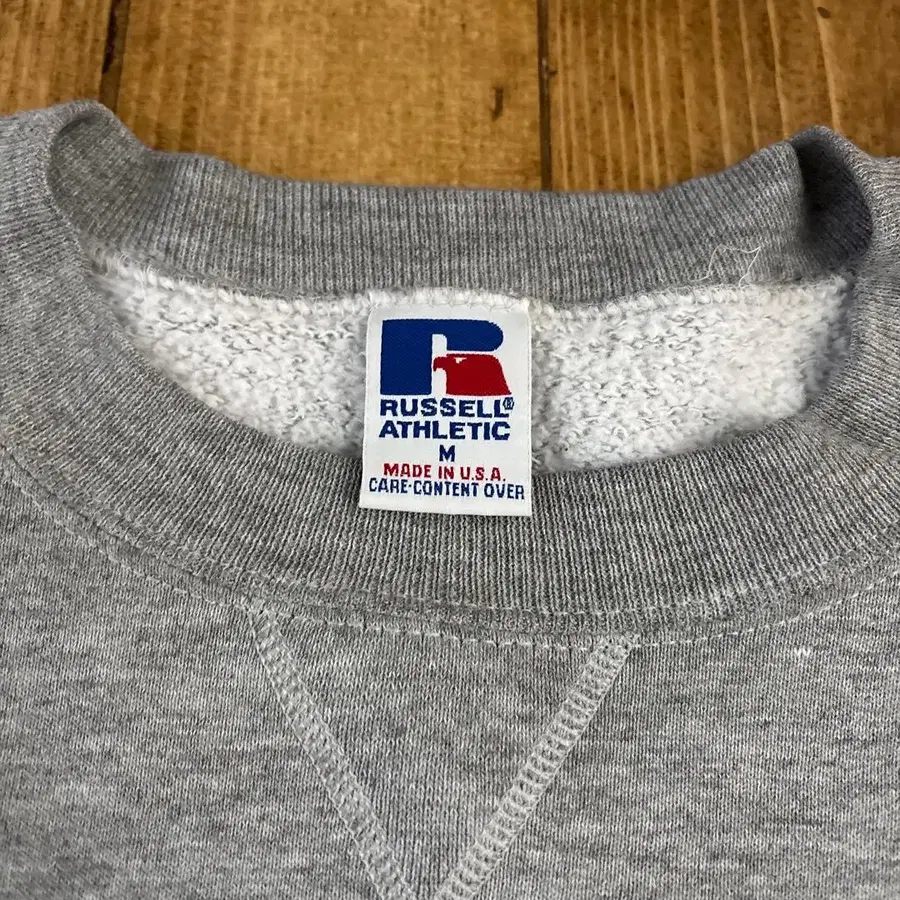 R
RUSSELL®
ATHLETIC
M
MADE IN U.S.A.
CARE-CONTENT OVER